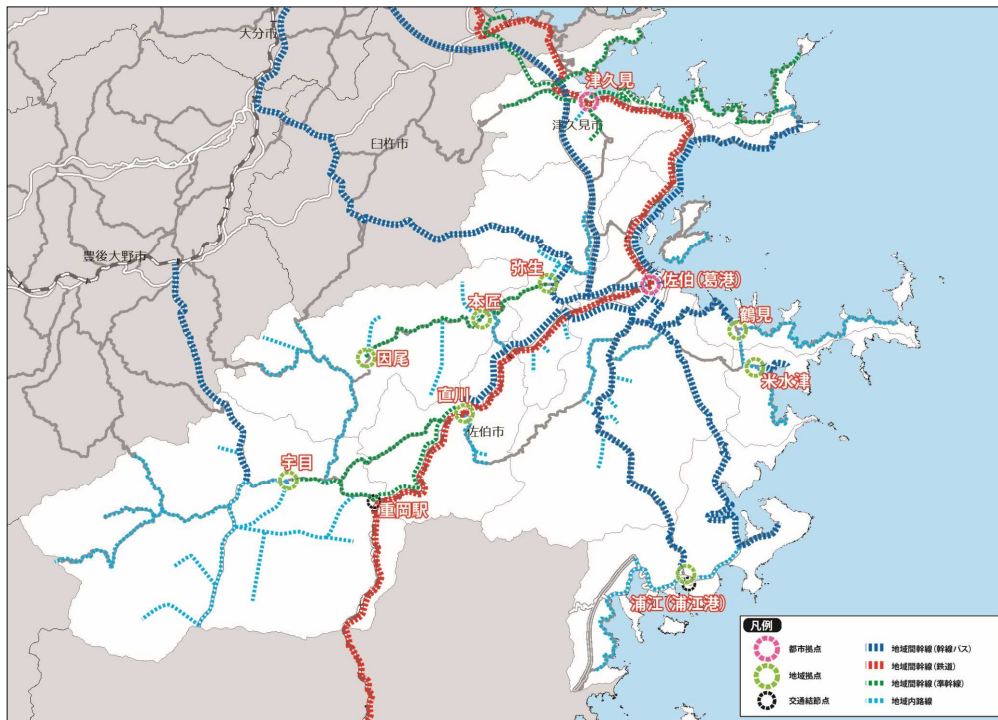 大分市
津久見
津久見市
臼杵市
豊後大野市
弥生
佐伯（葛港）
本匠
鶴見
因尾
米水津
直川
佐伯市
宇目
重岡駅
浦江（浦江港）
凡例
都市拠点
地域間幹線（幹線バス）
地域間幹線（鉄道）
地域拠点
地域間幹線（準幹線）
交通結節点
地域内路線